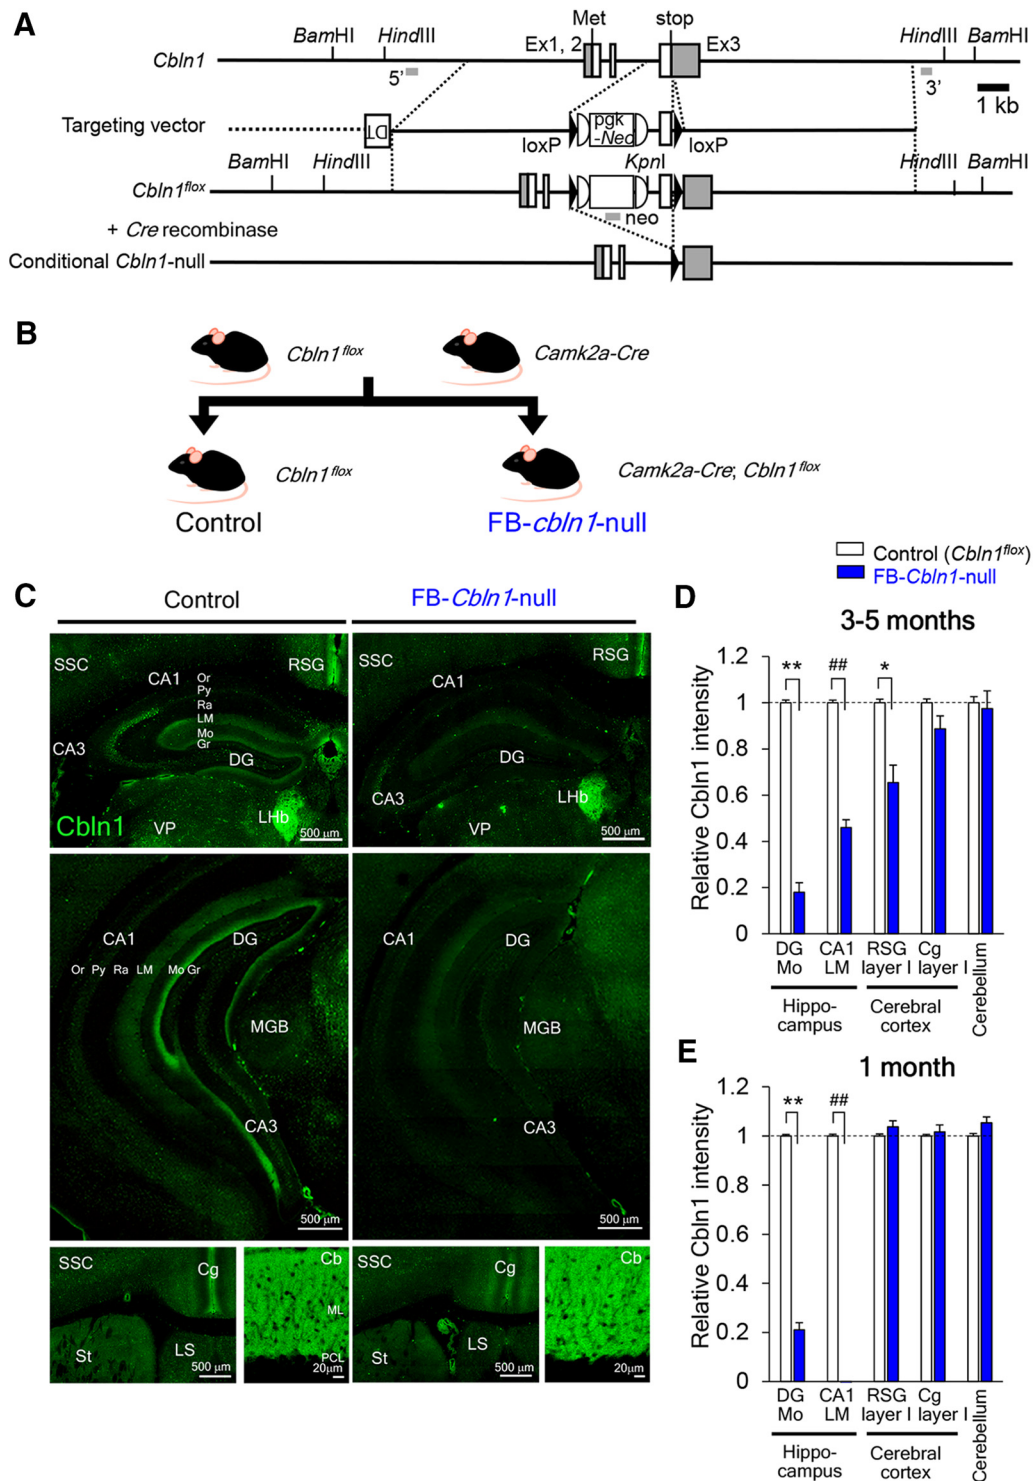 A
BamHI HindIII Met stop HindIII BamHI
Cbln1 Ex1, 2 Ex3
5’ 3’
1 kb
Targeting vector DT loxP pgk -Neo loxP
BamHI HindIII KpnI HindIII BamHI
Cbln1flox
neo
+ Cre recombinase
Conditional Cbln1-null
B
Cbln1flox Camk2a-Cre
Cbln1flox Camk2a-Cre; Cbln1flox
Control FB-cbln1-null
Control (Cbln1flox)
FB-Cbln1-null
C
Control FB-Cbln1-null
SSC RSG
CA1 Or
Py
Ra
LM
Mo
Gr
CA3 DG
LHb
Cbln1 VP 500 µm
SSC RSG
CA1
DG
CA3 LHb
VP 500 µm
CA1 DG
Or Py Ra LM Mo Gr
MGB
CA3
500 µm
CA1 DG
MGB
CA3
500 µm
SSC Cg
St LS
500 µm
Cb
ML
PCL
20µm
SSC Cg
St LS
500 µm
Cb
20µm
D
3-5 months
Relative Cbln1 intensity
1.2
1
0.8
0.6
0.4
0.2
0
** ## *
DG Mo
CA1 LM
RSG layer I
Cg layer I
Cerebellum
Hippo-
campus
Cerebral
cortex
E
1 month
Relative Cbln1 intensity
1.2
1
0.8
0.6
0.4
0.2
0
** ##
DG Mo
CA1 LM
RSG layer I
Cg layer I
Cerebellum
Hippo-
campus
Cerebral
cortex